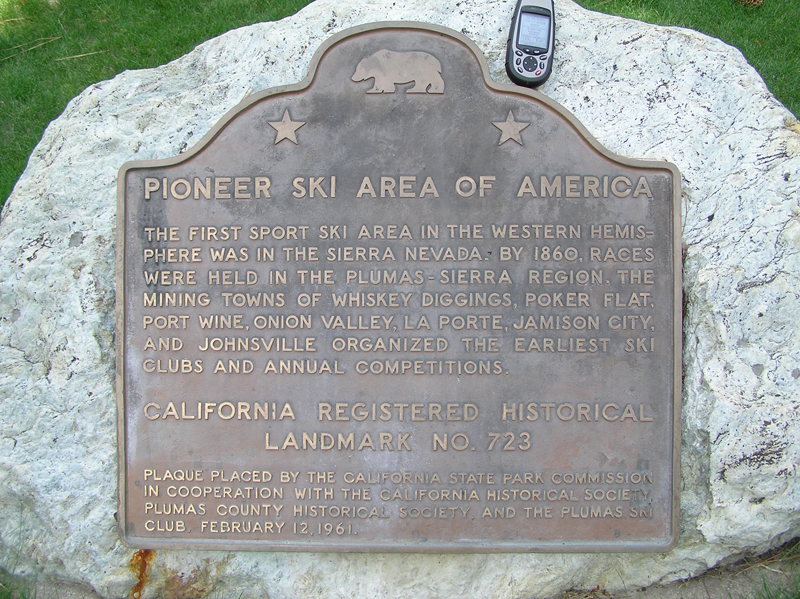 PIONEER SKI AREA OF AMERICA
THE FIRST SPORT SKI AREA IN THE WESTERN HEMIS-
PHERE WAS IN THE SIERRA NEVADA. BY 1860, RACES
WERE HELD IN THE PLUMAS-SIERRA REGION. THE
MINING TOWNS OF WHISKEY DIGGINGS, POKER FLAT,
PORT WINE, ONION VALLEY, LA PORTE, JAMISON CITY,
AND JOHNSVILLE ORGANIZED THE EARLIEST SKI
CLUBS AND ANNUAL COMPETITIONS.
CALIFORNIA REGISTERED HISTORICAL
LANDMARK NO. 723
PLAQUE PLACED BY THE CALIFORNIA STATE PARK COMMISSION
IN COOPERATION WITH THE CALIFORNIA HISTORICAL SOCIETY,
PLUMAS COUNTY HISTORICAL SOCIETY, AND THE PLUMAS SKI
CLUB, FEBRUARY 12, 1961.